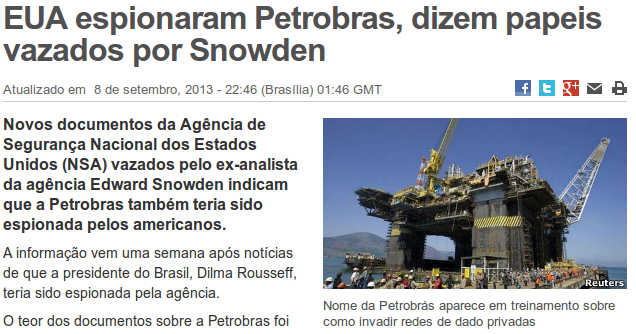 EUA espionaram Petrobras, dizem papeis
vazados por Snowden
Atualizado em  8 de setembro, 2013 - 22:46 (Brasília) 01:46 GMT
Novos documentos da Agência de
Segurança Nacional dos Estados
Unidos (NSA) vazados pelo ex-analista
da agência Edward Snowden indicam
que a Petrobras também teria sido
espionada pelos americanos.
A informação vem uma semana após notícias
de que a presidente do Brasil, Dilma Rousseff,
teria sido espionada pela agência.
O teor dos documentos sobre a Petrobras foi
Reuters
Nome da Petrobrás aparece em treinamento sobre
como invadir redes de dado privadas